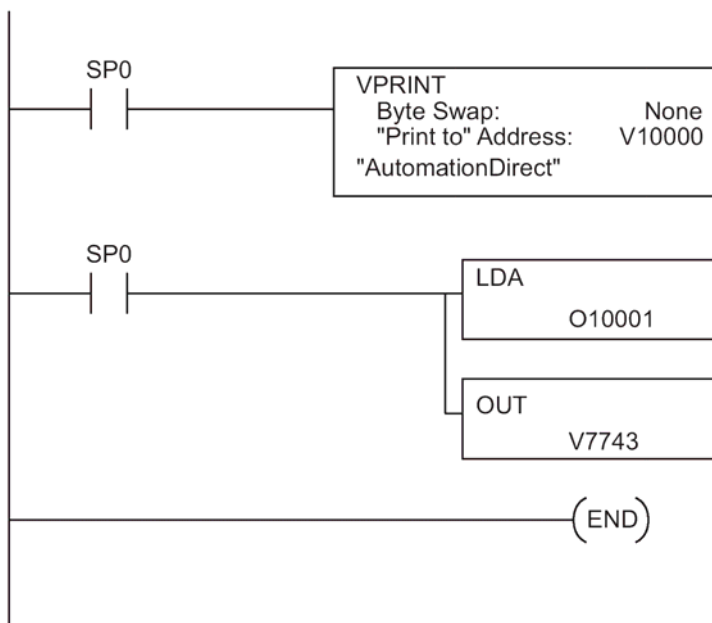 SP0
VPRINT
Byte Swap: None
"Print to" Address: V10000
"AutomationDirect"
SP0
LDA
O10001
OUT
V7743
END